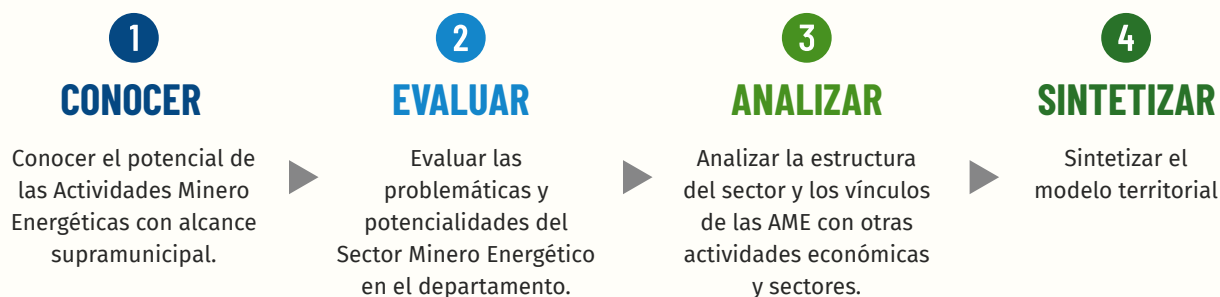 1
CONOCER
Conocer el potencial de
las Actividades Minero
Energéticas con alcance
supramunicipal.
2
EVALUAR
Evaluar las
problemáticas y
potencialidades del
Sector Minero Energético
en el departamento.
3
ANALIZAR
Analizar la estructura
del sector y los vínculos
de las AME con otras
actividades económicas
y sectores.
4
SINTETIZAR
Sintetizar el
modelo territorial